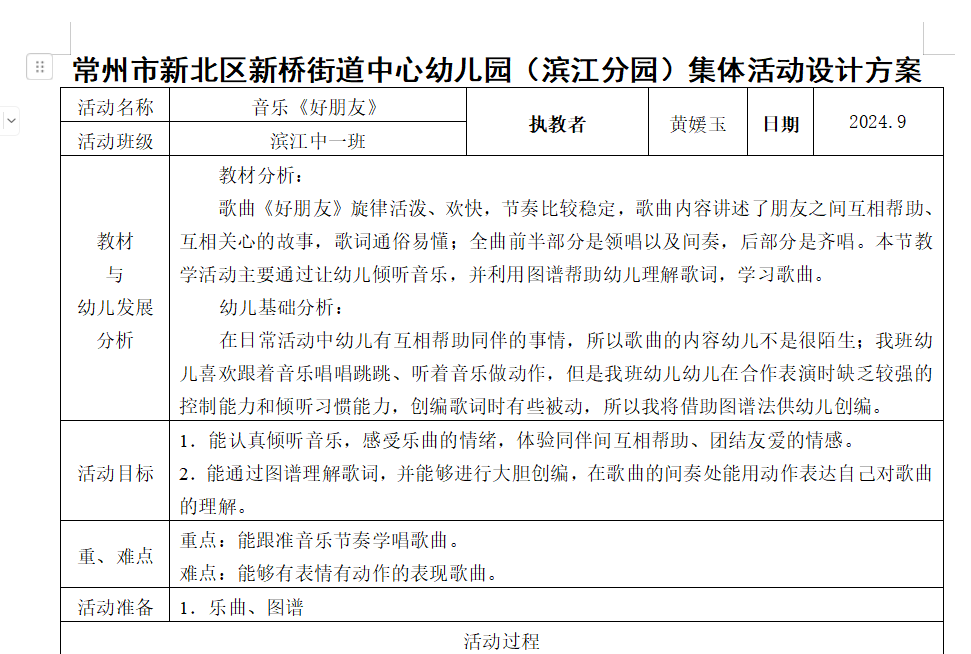 常州市新北区新桥街道中心幼儿园（滨江分园）集体活动设计方案
活动名称
音乐《好朋友》
执教者
黄媛玉
日期
2024.9
活动班级
滨江中一班
教材
与
幼儿发展
分析
教材分析：
歌曲《好朋友》旋律活泼、欢快，节奏比较稳定，歌曲内容讲述了朋友之间互相帮助、
互相关心的故事，歌词通俗易懂；全曲前半部分是领唱以及间奏，后部分是齐唱。本节教
学活动主要通过让幼儿倾听音乐，并利用图谱帮助幼儿理解歌词，学习歌曲。
幼儿基础分析：
在日常活动中幼儿有互相帮助同伴的事情，所以歌曲的内容幼儿不是很陌生；我班幼
儿喜欢跟着音乐唱唱跳跳、听着音乐做动作，但是我班幼儿幼儿在合作表演时缺乏较强的
控制能力和倾听习惯能力，创编歌词时有些被动，所以我将借助图谱法供幼儿创编。
活动目标
1．能认真倾听音乐，感受乐曲的情绪，体验同伴间互相帮助、团结友爱的情感。
2．能通过图谱理解歌词，并能够进行大胆创编，在歌曲的间奏处能用动作表达自己对歌曲
的理解。
重、难点
重点：能跟准音乐节奏学唱歌曲。
难点：能够有表情有动作的表现歌曲。
活动准备
1．乐曲、图谱
活动过程